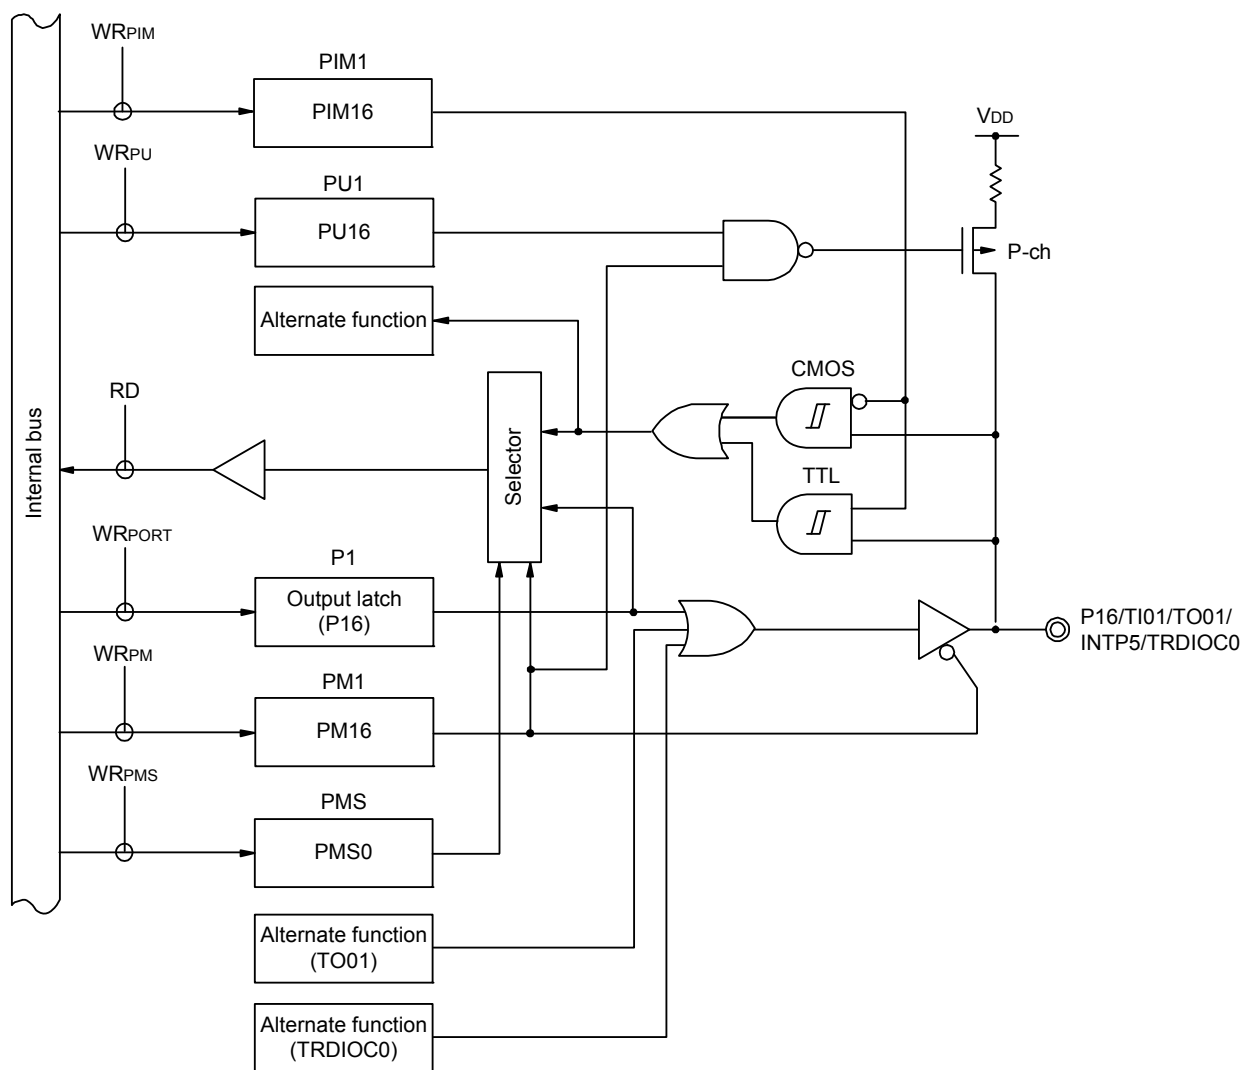 WRPIM
PIM1
PIM16
VDD
WRPU
PU1
PU16
P-ch
Alternate function
CMOS
RD
Selector
TTL
Internal bus
WRPORT
P1
Output latch
(P16)
P16/TI01/TO01/
INTP5/TRDIOC0
WRPM
PM1
PM16
WRPMS
PMS
PMS0
Alternate function
(TO01)
Alternate function
(TRDIOC0)